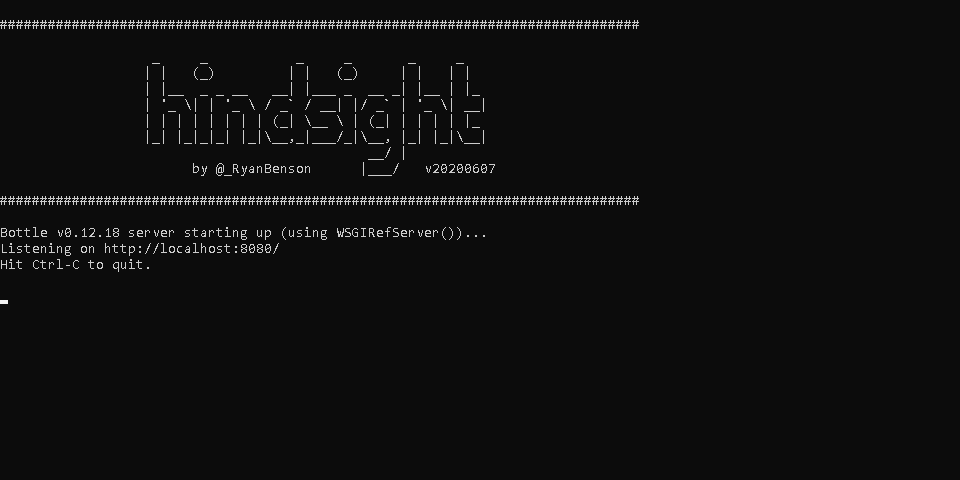 ################################################################################
hindsight
by @_RyanBenson v20200607
################################################################################
Bottle v0.12.18 server starting up (using WSGIRefServer())...
Listening on http://localhost:8080/
Hit Ctrl-C to quit.